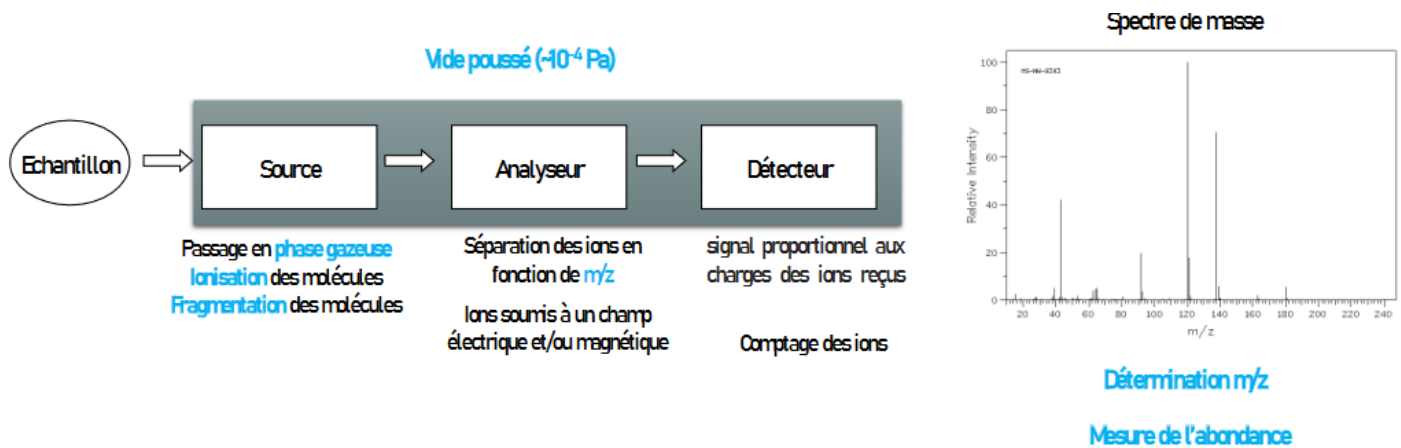 Spectre de masse
Vide poussé (~10⁻⁴ Pa)
Echantillon
Source
Analyseur
Détecteur
Passage en phase gazeuse
Ionisation des molécules
Fragmentation des molécules
Séparation des ions en
fonction de m/z
Ions soumis à un champ
électrique et/ou magnétique
signal proportionnel aux
charges des ions reçus
Comptage des ions
MS-NW-0303
Relative Intensity
100
80
60
40
20
0
20 40 60 80 100 120 140 160 180 200 220 240
m/z
Détermination m/z
Mesure de l'abondance